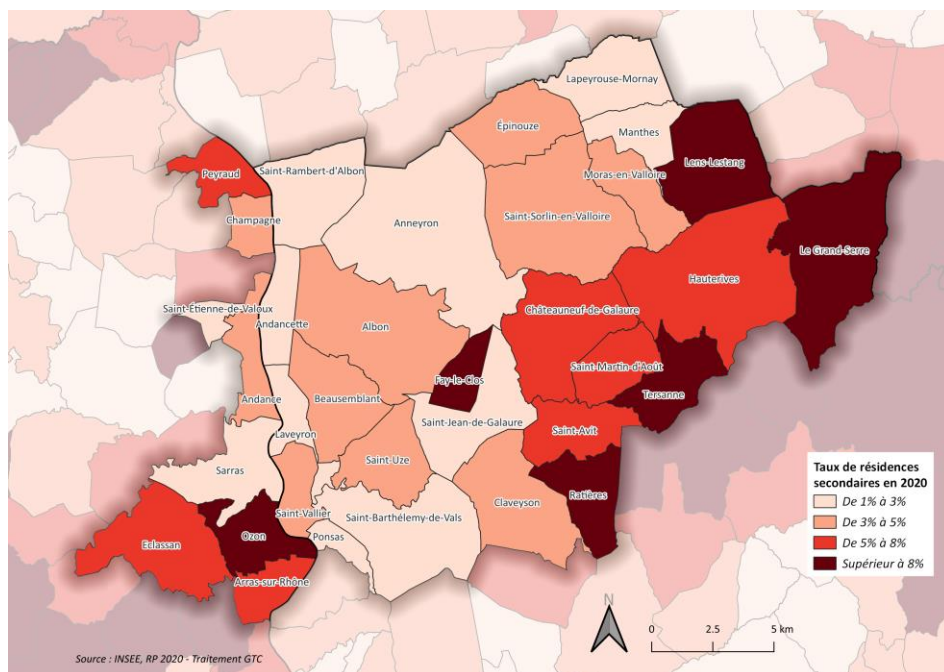 Lapeyrouse-Mornay
Épinouze
Manthes
Lens-Lestang
Peyraud
Saint-Rambert-d'Albon
Moras-en-Valloire
Champagne
Saint-Sorlin-en-Valloire
Anneyron
Le Grand-Serre
Hauterives
Saint-Étienne-de-Valoux
Châteauneuf-de-Galaure
Andancette
Albon
Saint-Martin-d'Août
Fay-le-Clos
Tersanne
Andance
Beausemblant
Saint-Jean-de-Galaure
Saint-Avit
Laveyron
Saint-Uze
Sarras
Taux de résidences
secondaires en 2020
De 1% à 3%
De 3% à 5%
De 5% à 8%
Supérieur à 8%
Ratières
Claveyson
Saint-Vallier
Saint-Barthélemy-de-Vals
Ozon
Ponsas
Eclassan
Arras-sur-Rhône
N
0 2.5 5 km
Source : INSEE, RP 2020 - Traitement GTC